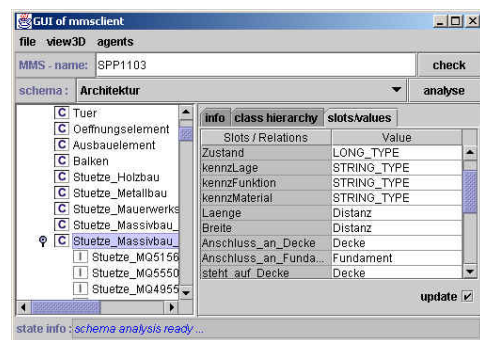 GUI of mmsclient
file view3D agents
MMS - name: SPP1103 check
schema : Architektur analyse
C Tuer
C Oeffnungselement
C Ausbauelement
C Balken
C Stuetze_Holzbau
C Stuetze_Metallbau
C Stuetze_Mauerwerks
C Stuetze_Massivbau_
C Stuetze_Massivbau_
I Stuetze_MQ5156
I Stuetze_MQ5550
I Stuetze_MQ4955
info class hierarchy slots/values
Slots / Relations Value
Zustand LONG_TYPE
kennzLage STRING_TYPE
kennzFunktion STRING_TYPE
kennzMaterial STRING_TYPE
Laenge Distanz
Breite Distanz
Anschluss_an_Decke Decke
Anschluss_an_Funda... Fundament
steht_auf_Decke Decke
update
state info : schema analysis ready ...